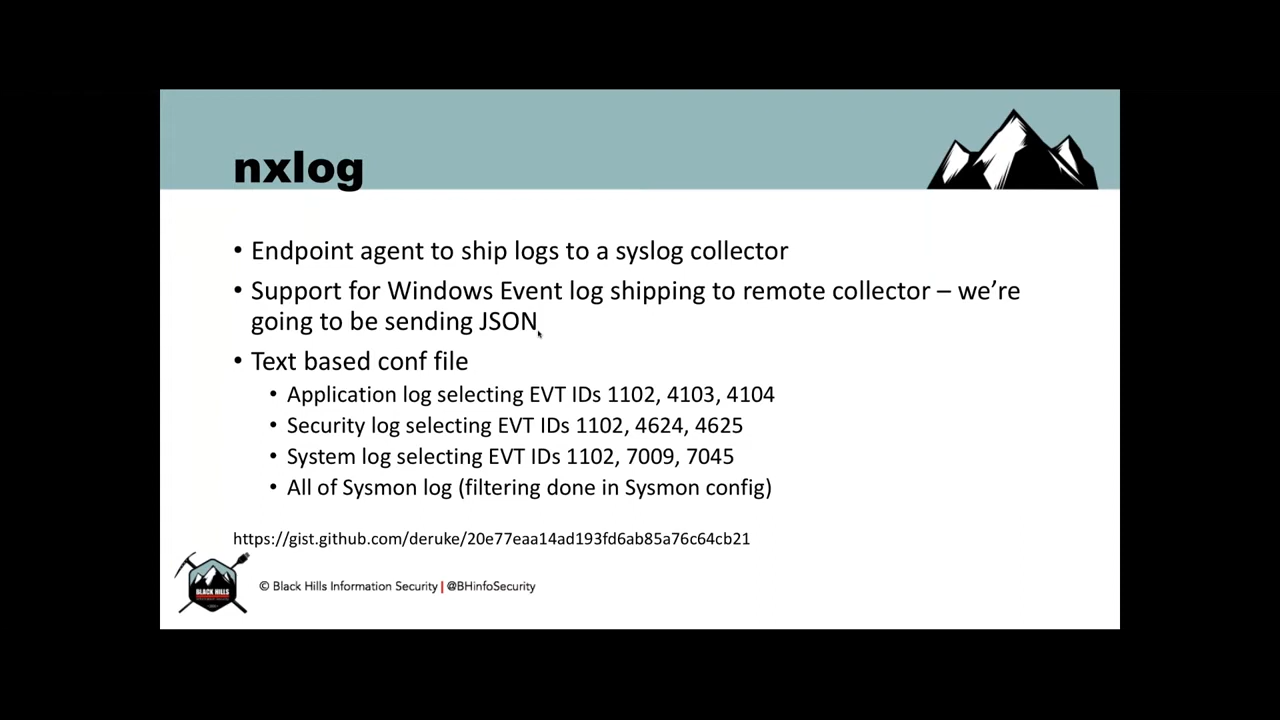 nxlog
• Endpoint agent to ship logs to a syslog collector
• Support for Windows Event log shipping to remote collector – we’re
going to be sending JSON
• Text based conf file
• Application log selecting EVT IDs 1102, 4103, 4104
• Security log selecting EVT IDs 1102, 4624, 4625
• System log selecting EVT IDs 1102, 7009, 7045
• All of Sysmon log (filtering done in Sysmon config)
https://gist.github.com/deruke/20e77eaa14ad193fd6ab85a76c64cb21
BLACK HILLS
© Black Hills Information Security | @BHinfoSecurity